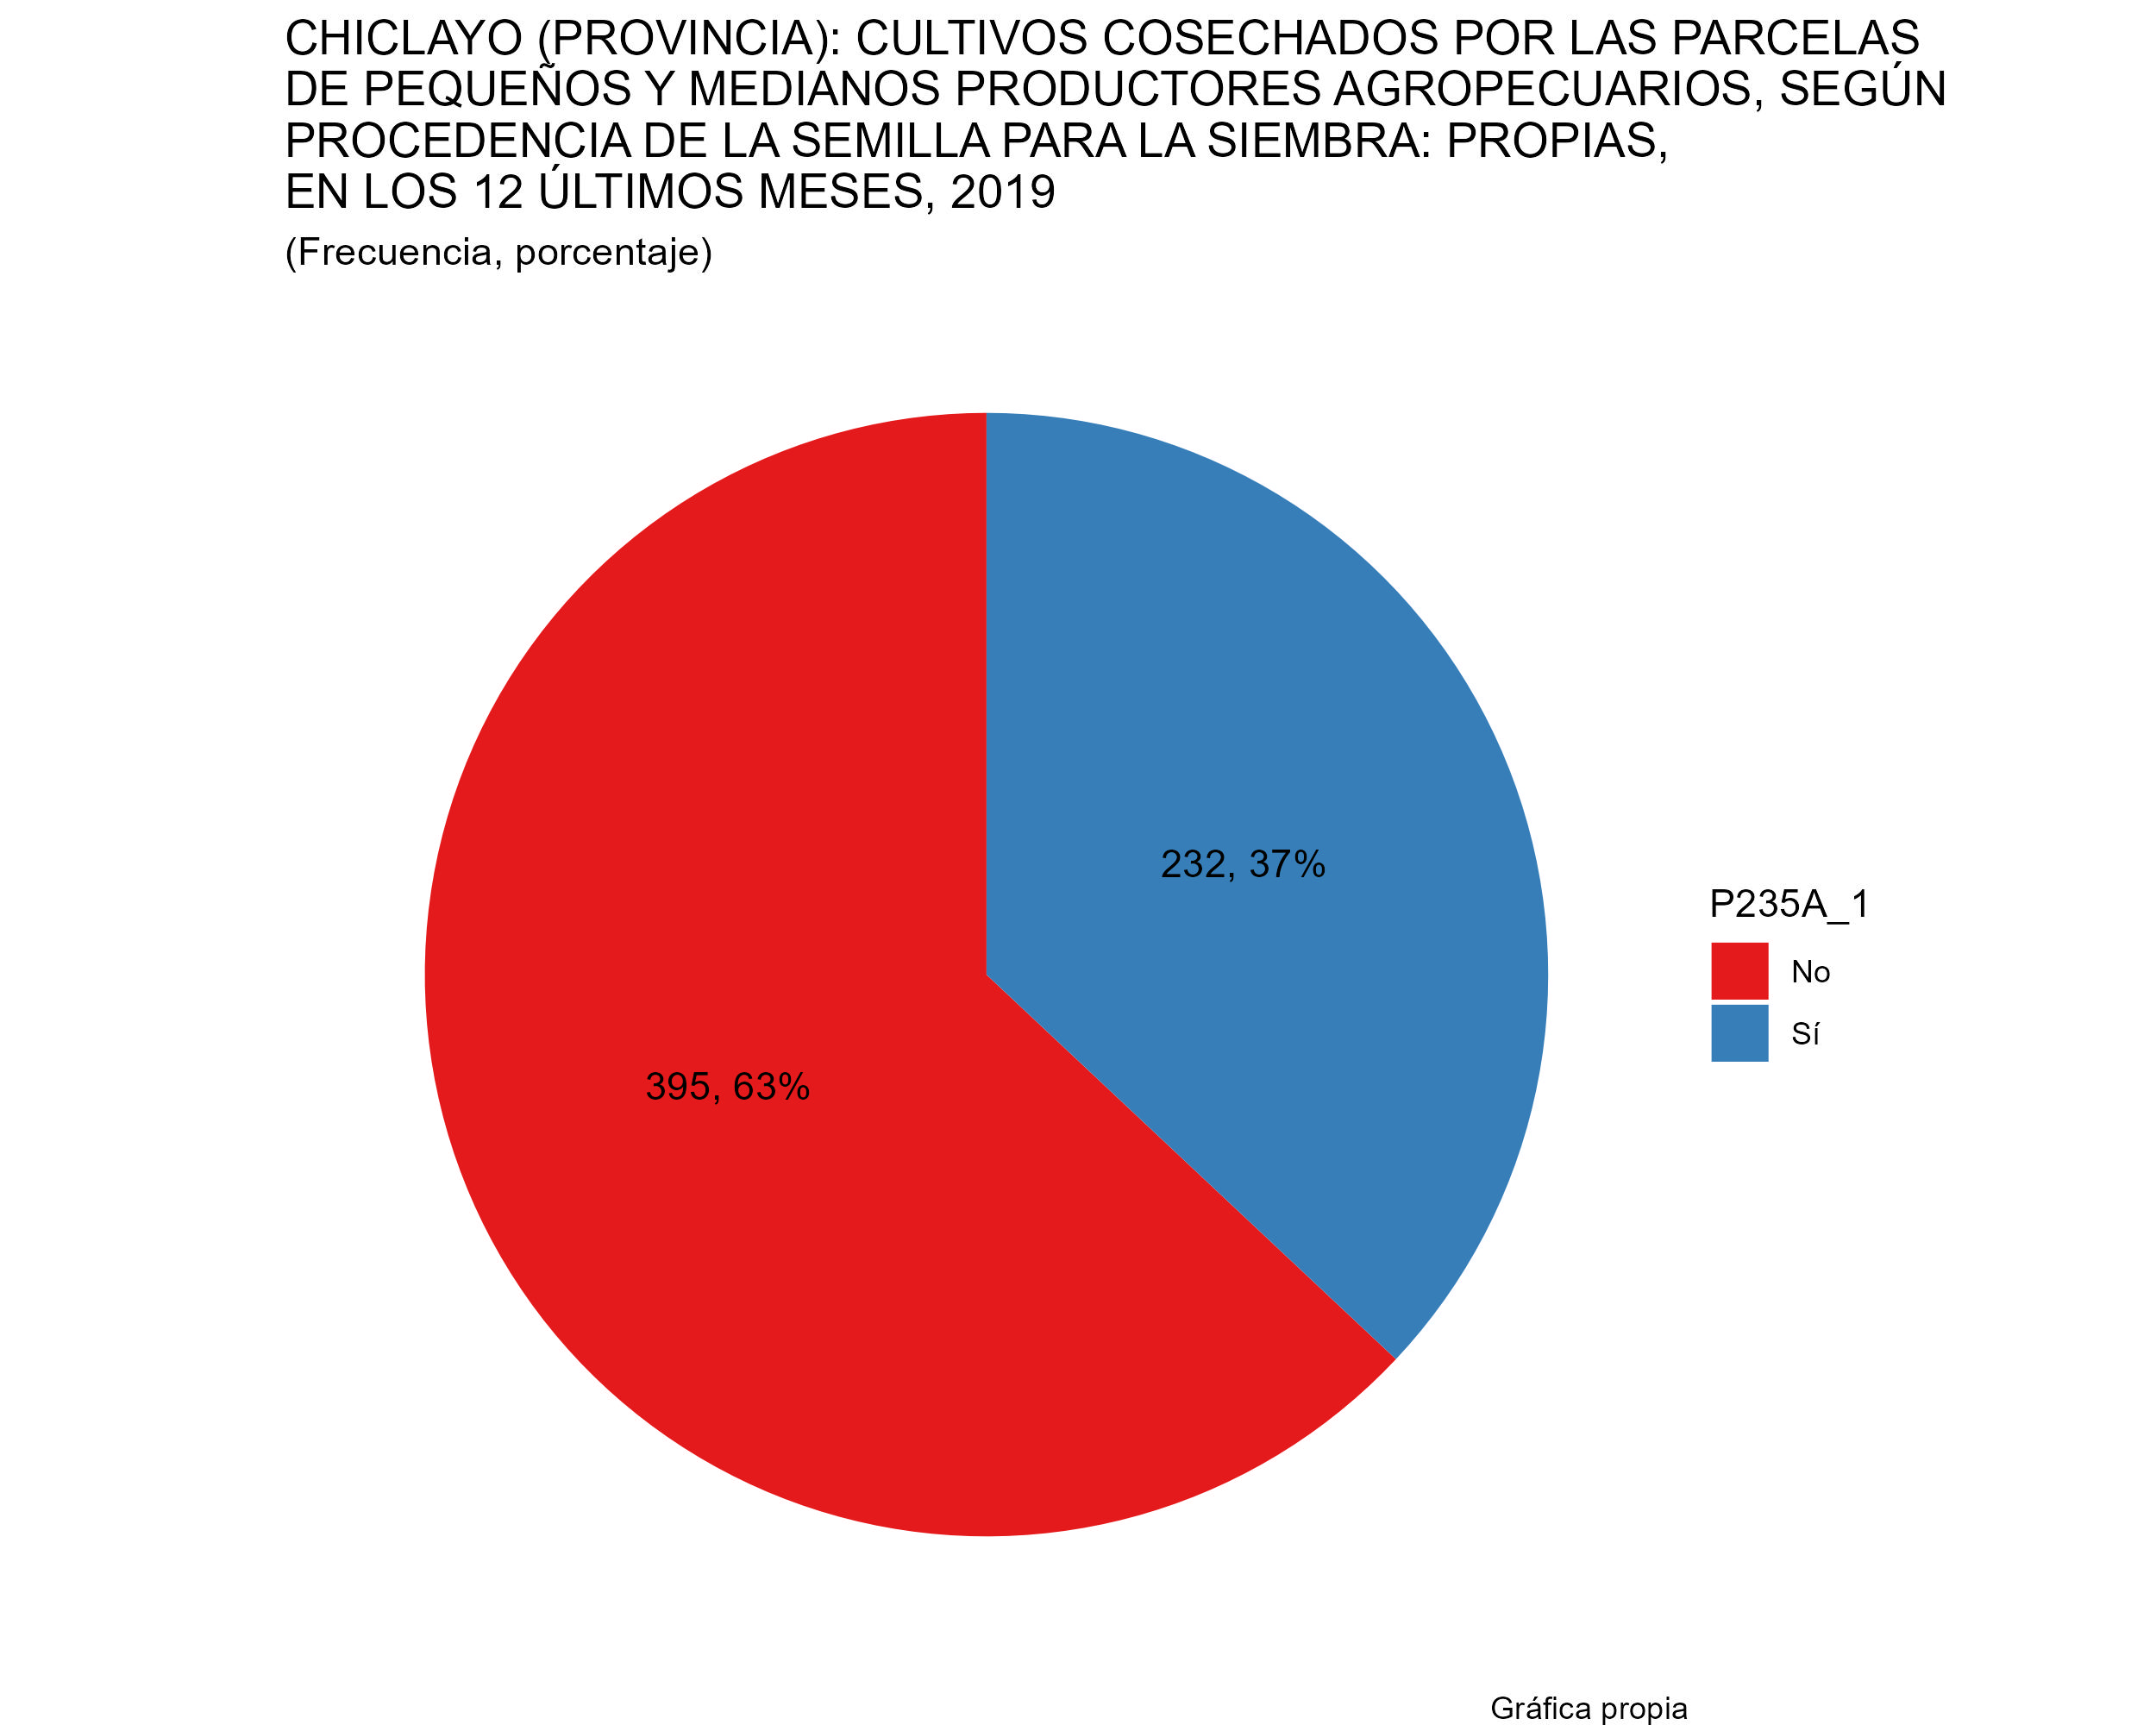 CHICLAYO (PROVINCIA): CULTIVOS COSECHADOS POR LAS PARCELAS
DE PEQUEÑOS Y MEDIANOS PRODUCTORES AGROPECUARIOS, SEGÚN
PROCEDENCIA DE LA SEMILLA PARA LA SIEMBRA: PROPIAS,
EN LOS 12 ÚLTIMOS MESES, 2019
(Frecuencia, porcentaje)
232, 37%
395, 63%
P235A_1
No
Sí
Gráfica propia